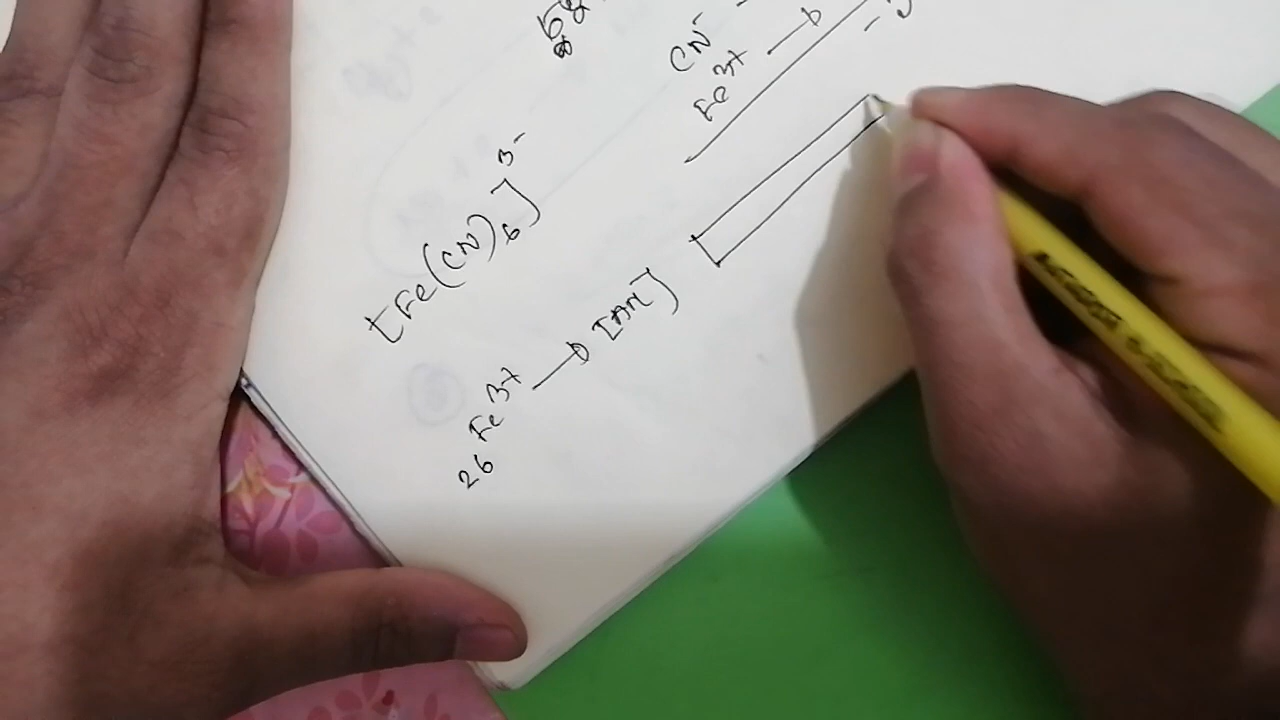 CN⁻
Fe³⁺ →
[Fe(CN)₆]³⁻
₂₆Fe³⁺ → [Ar]